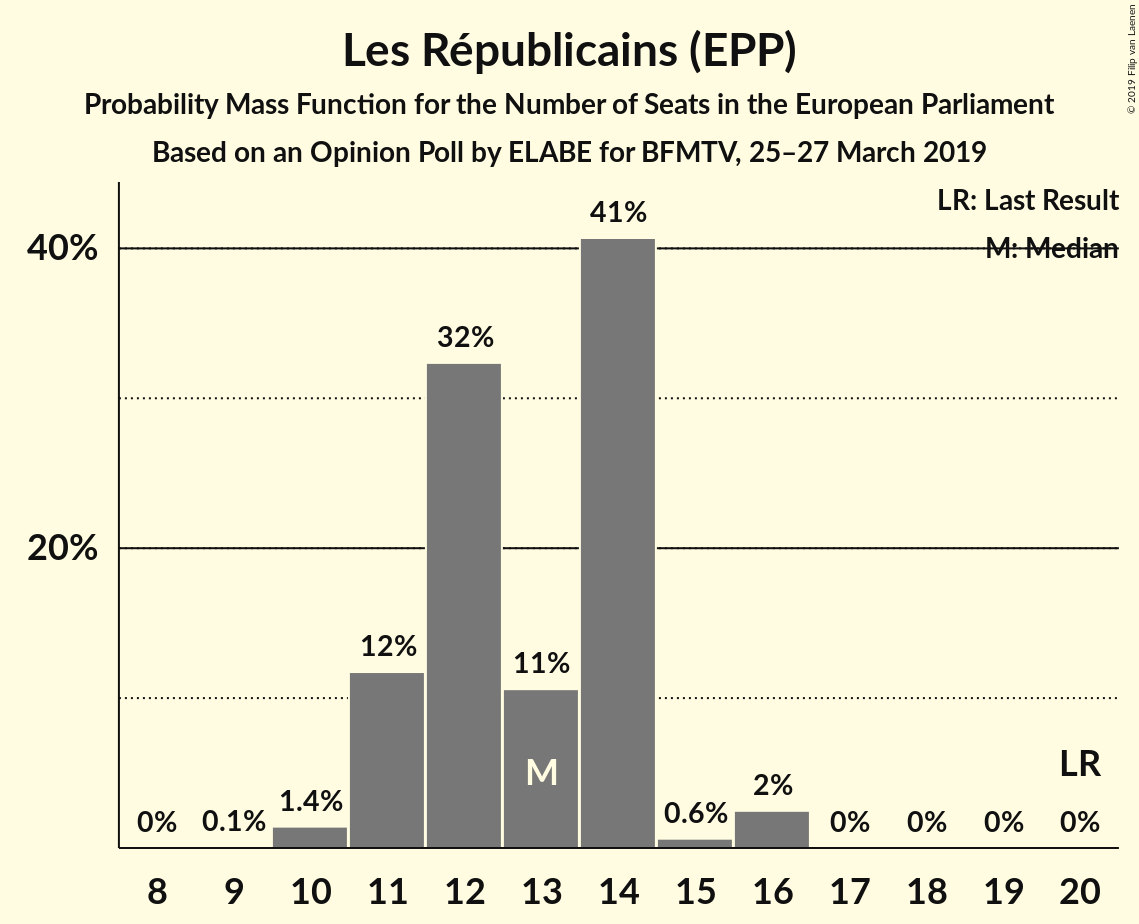 Les Républicains (EPP)
Probability Mass Function for the Number of Seats in the European Parliament
Based on an Opinion Poll by ELABE for BFMTV, 25–27 March 2019
© 2019 Filip van Laenen
LR: Last Result
M: Median
40%
20%
0%
0.1%
1.4%
12%
32%
11%
41%
0.6%
2%
0%
0%
0%
0%
M
LR
8 9 10 11 12 13 14 15 16 17 18 19 20